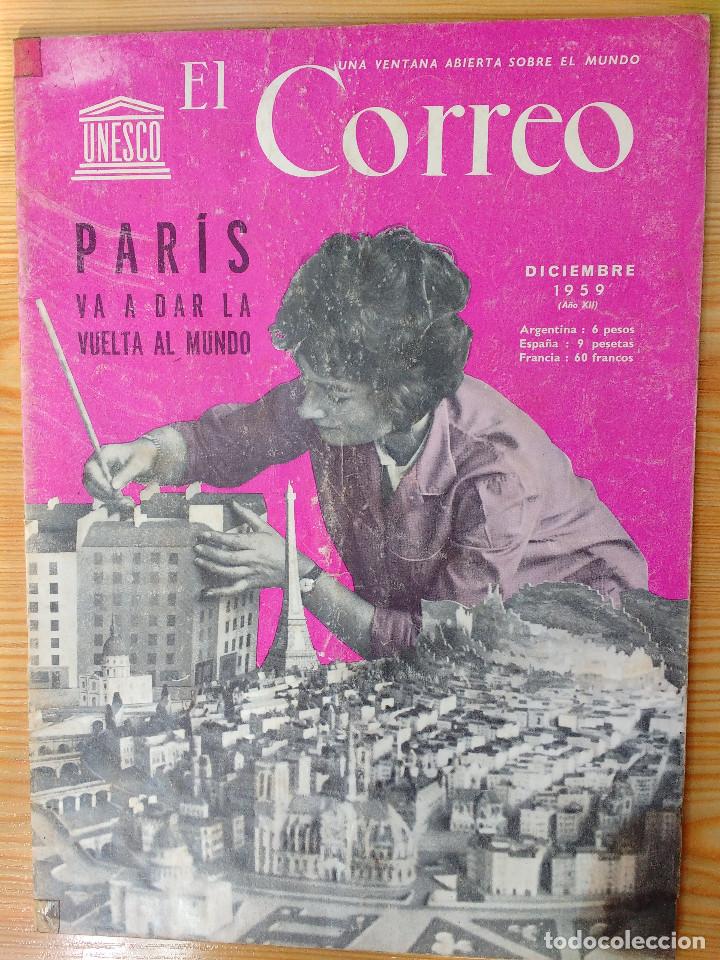 UNA VENTANA ABIERTA SOBRE EL MUNDO
El Correo
UNESCO
PARÍS
VA A DAR LA
VUELTA AL MUNDO
DICIEMBRE
1959
(Año XII)
Argentina : 6 pesos
España : 9 pesetas
Francia : 60 francos
todocoleccion